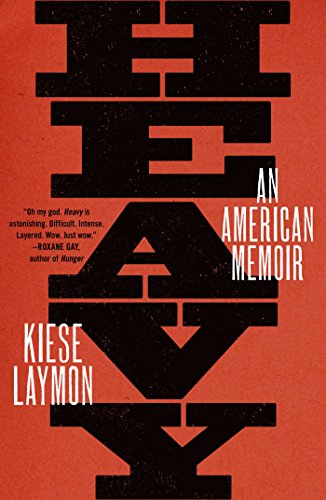 HEAVY
AN
AMERICAN
MEMOIR
"Oh my god. Heavy is
astonishing. Difficult. Intense.
Layered. Wow. Just wow."
—ROXANE GAY,
author of Hunger
KIESE
LAYMON